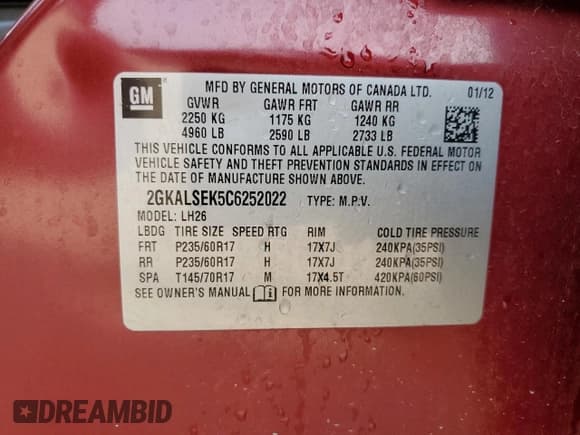 GM
MFD BY GENERAL MOTORS OF CANADA LTD. 01/12
GVWR GAWR FRT GAWR RR
2250 KG 1175 KG 1240 KG
4960 LB 2590 LB 2733 LB
THIS VEHICLE CONFORMS TO ALL APPLICABLE U.S. FEDERAL MOTOR
VEHICLE SAFETY AND THEFT PREVENTION STANDARDS IN EFFECT ON
THE DATE OF MANUFACTURE SHOWN ABOVE.
2GKALSEK5C6252022 TYPE: M.P.V.
MODEL: LH26
LBDG TIRE SIZE SPEED RTG RIM COLD TIRE PRESSURE
FRT P235/60R17 H 17X7J 240KPA(35PSI)
RR P235/60R17 H 17X7J 240KPA(35PSI)
SPA T145/70R17 M 17X4.5T 420KPA(60PSI)
SEE OWNER'S MANUAL FOR MORE INFORMATION.
DREAMBID